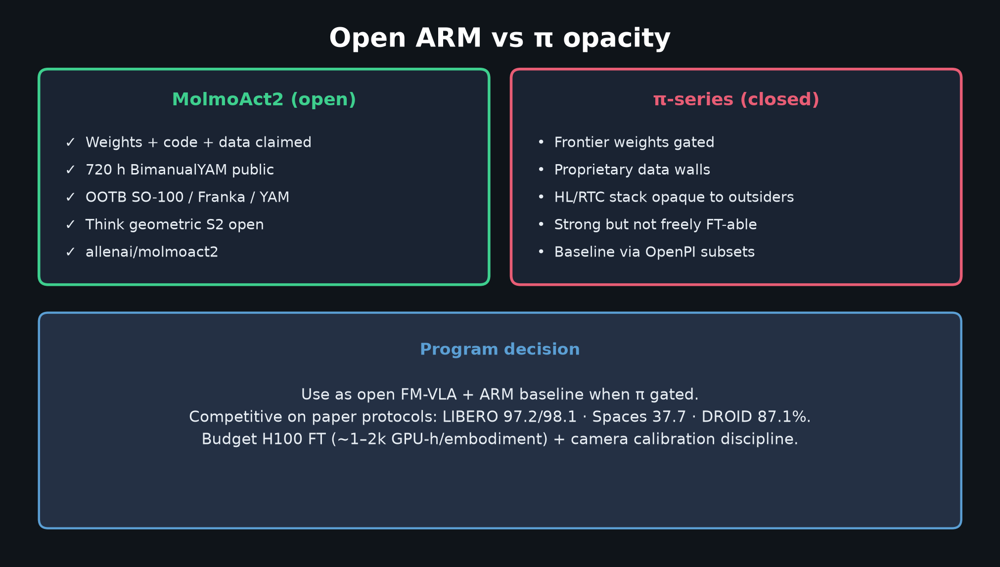 Open ARM vs π opacity
MolmoAct2 (open)
✓ Weights + code + data claimed
✓ 720 h BimanualYAM public
✓ OOTB SO-100 / Franka / YAM
✓ Think geometric S2 open
✓ allenai/molmoact2
π-series (closed)
• Frontier weights gated
• Proprietary data walls
• HL/RTC stack opaque to outsiders
• Strong but not freely FT-able
• Baseline via OpenPI subsets
Program decision
Use as open FM-VLA + ARM baseline when π gated.
Competitive on paper protocols: LIBERO 97.2/98.1 · Spaces 37.7 · DROID 87.1%.
Budget H100 FT (~1–2k GPU-h/embodiment) + camera calibration discipline.